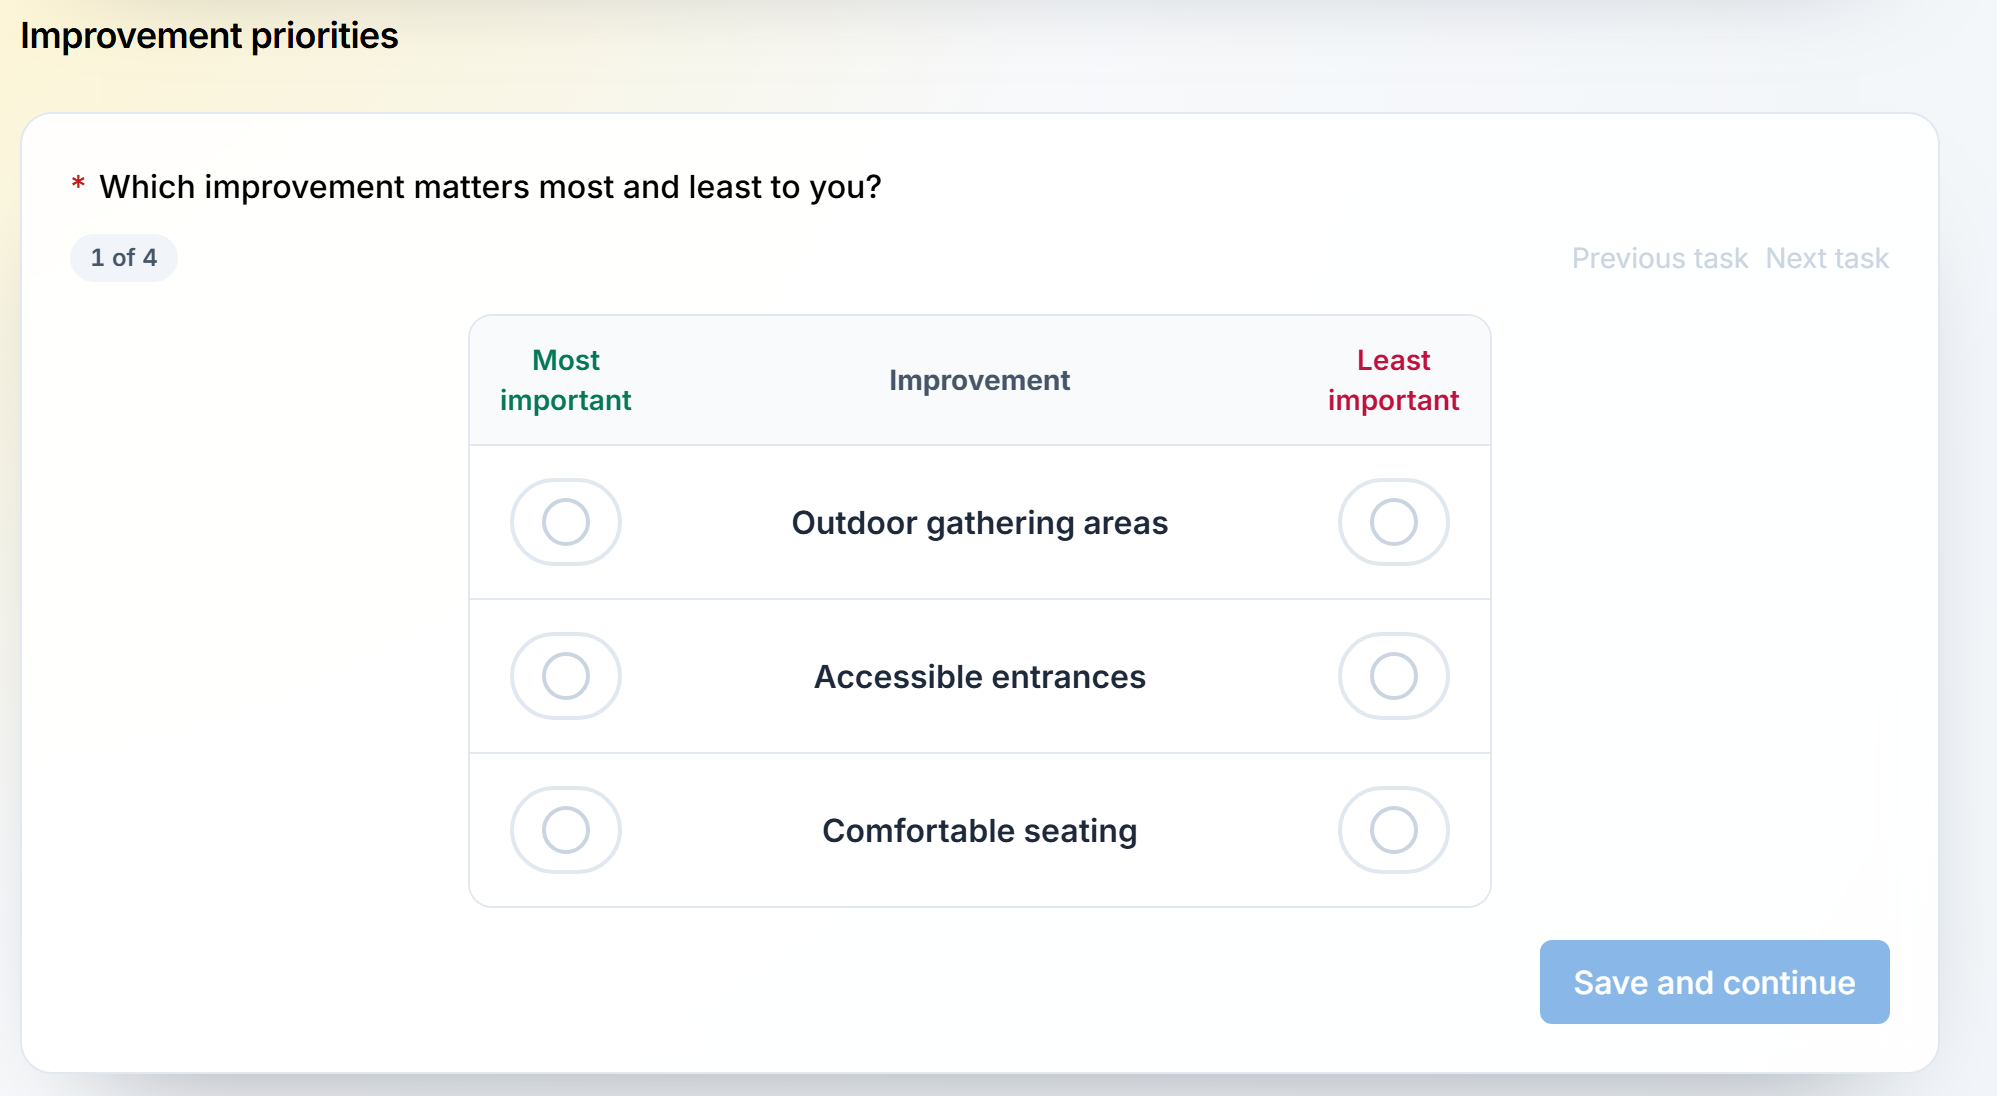 Improvement priorities
* Which improvement matters most and least to you?
1 of 4
Previous task Next task
Most important
Improvement
Least important
Outdoor gathering areas
Accessible entrances
Comfortable seating
Save and continue